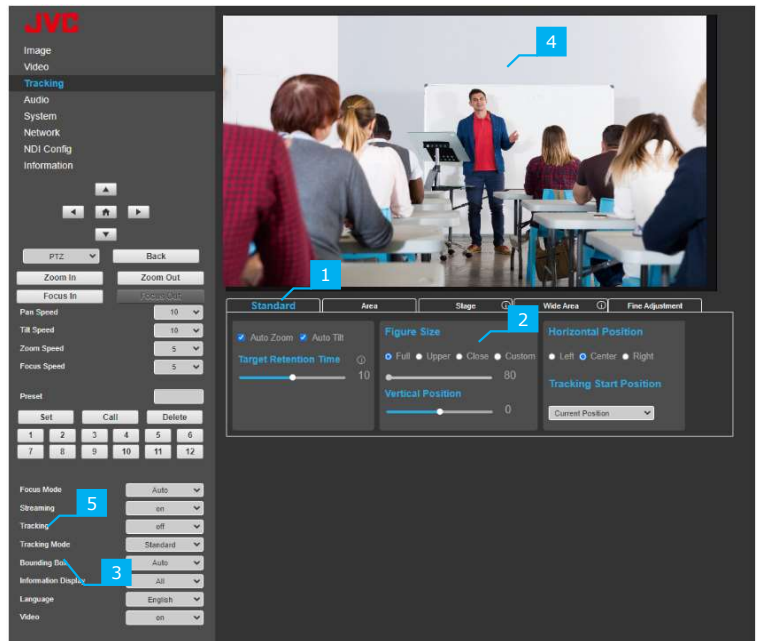 JVC
Image
Video
Tracking
Audio
System
Network
NDI Config
Information
PTZ Back
Zoom In Zoom Out
Focus In Focus Out
Pan Speed 10
Tilt Speed 10
Zoom Speed 5
Focus Speed 5
Preset
Set Call Delete
1 2 3 4 5 6
7 8 9 10 11 12
Focus Mode Auto
Streaming on
5
Tracking off
Tracking Mode Standard
Bounding Box Auto
3
Information Display All
Language English
Video on
4
1
Standard Area Stage Wide Area Fine Adjustment
2
Auto Zoom Auto Tilt
Target Retention Time
10
Figure Size
Full Upper Close Custom
80
Vertical Position
0
Horizontal Position
Left Center Right
Tracking Start Position
Current Position